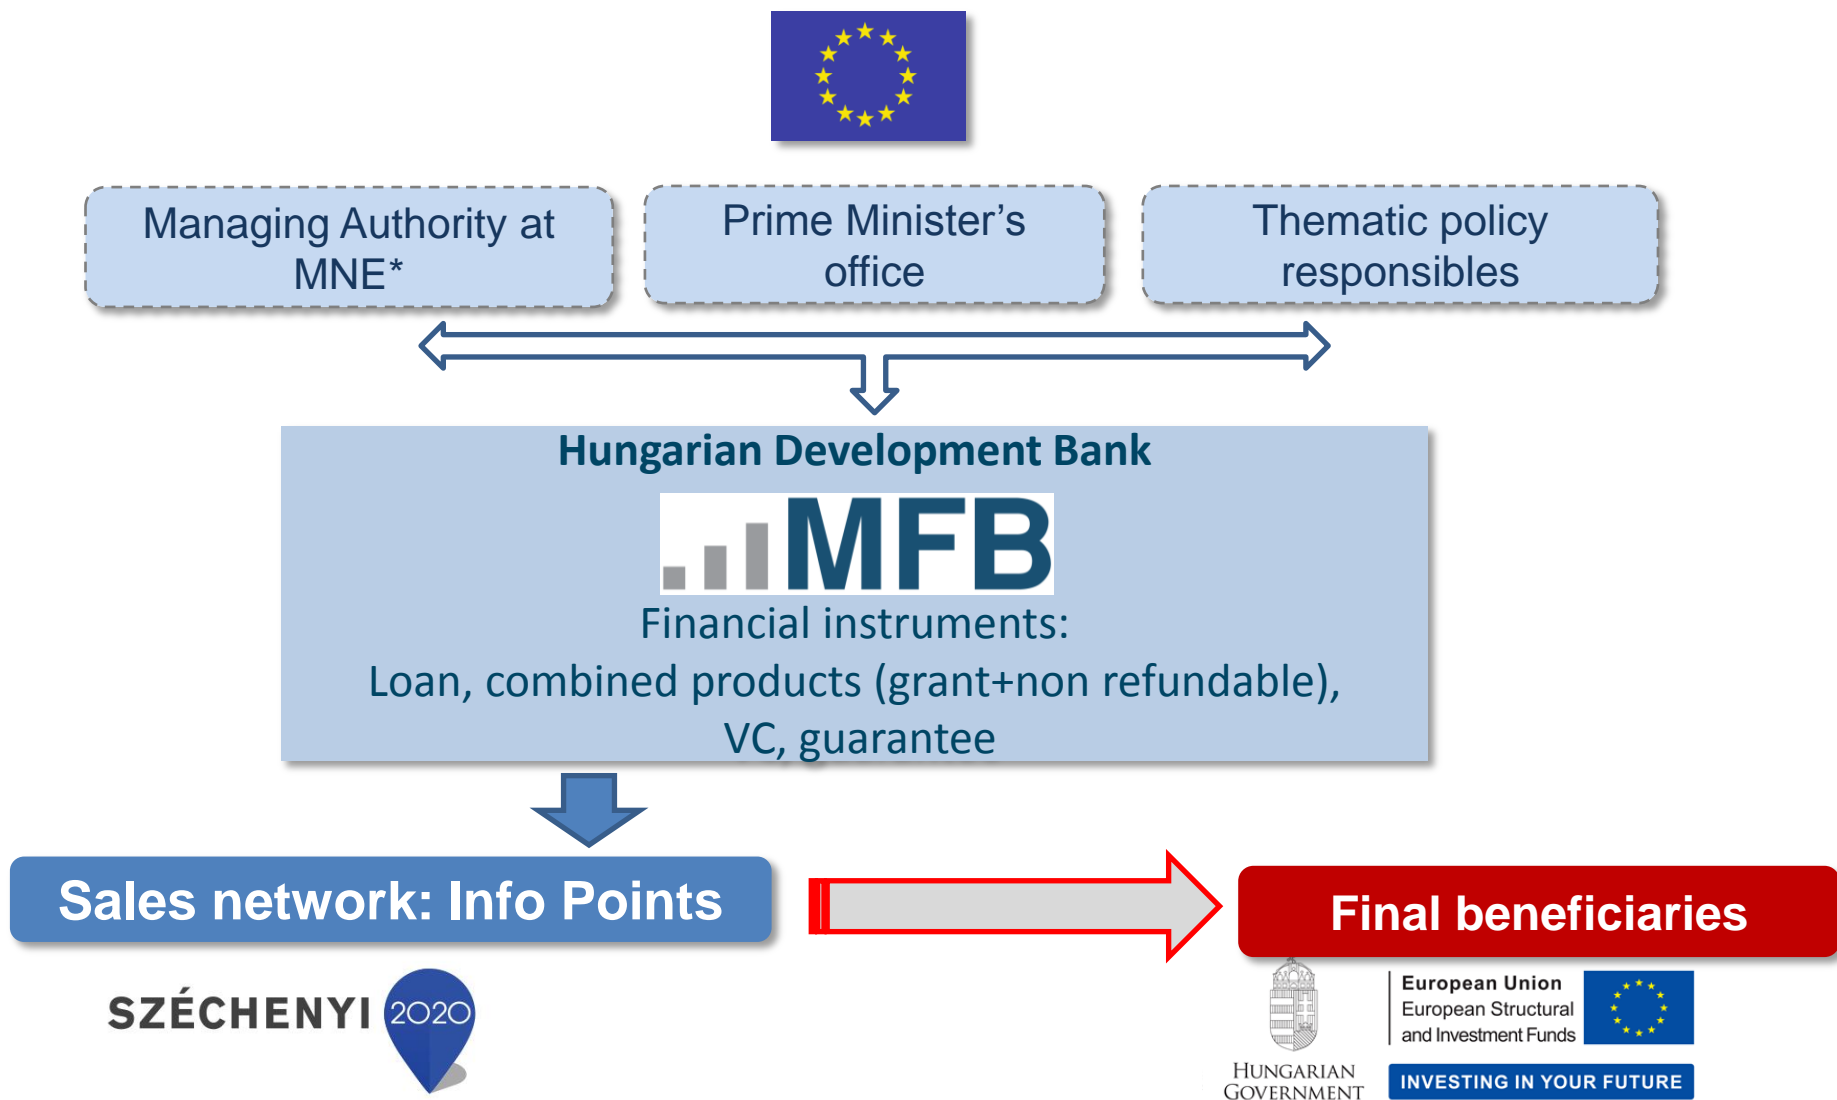 Managing Authority at
MNE*
Prime Minister’s
office
Thematic policy
responsibles
Hungarian Development Bank
MFB
Financial instruments:
Loan, combined products (grant+non refundable),
VC, guarantee
Sales network: Info Points
Final beneficiaries
SZÉCHENYI 2020
HUNGARIAN
GOVERNMENT
European Union
European Structural
and Investment Funds
INVESTING IN YOUR FUTURE